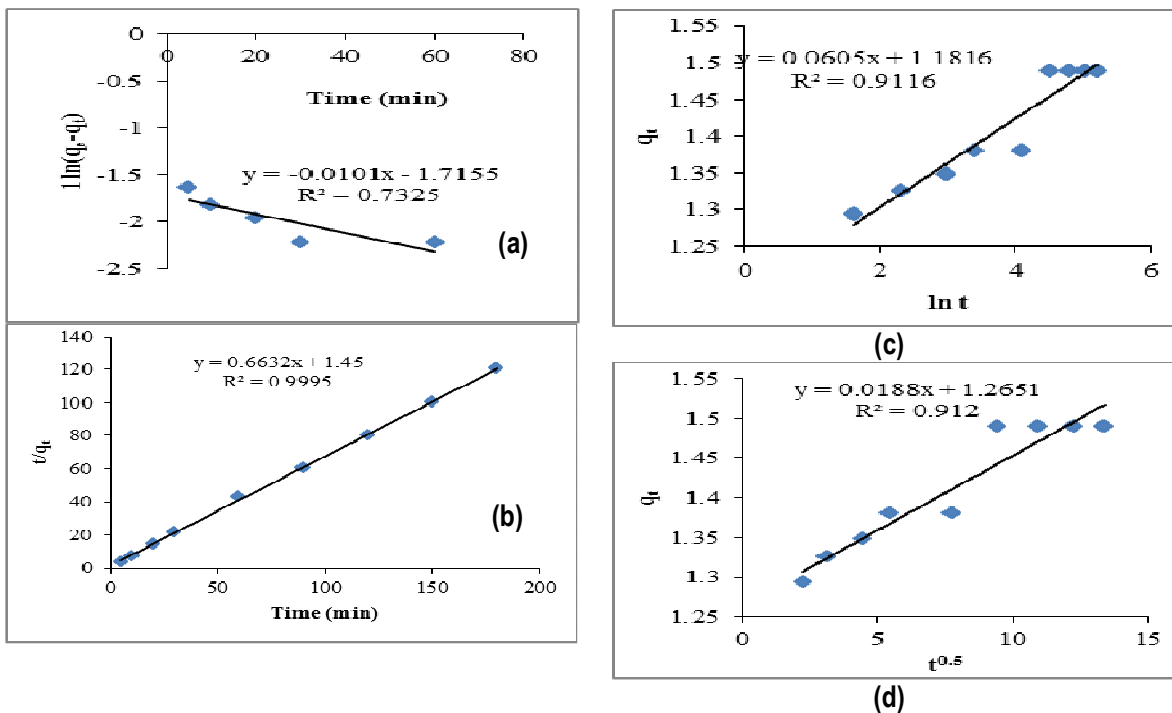 0
0 20 40 60 80
-0.5
Time (min)
-1
-1.5
y = -0.0101x - 1.7155
R² = 0.7325
-2
-2.5
(a)
140
y = 0.6632x + 1.45
120
R² = 0.9995
100
80
t/qt
60
40
(b)
20
0
0 50 100 150 200
Time (min)
1.55
y = 0.0605x + 1.1816
1.5
R² = 0.9116
1.45
qt
1.4
1.35
1.3
1.25
0 2 4 6
ln t
(c)
1.55
y = 0.0188x + 1.2651
R² = 0.912
1.5
1.45
qt
1.4
1.35
1.3
1.25
0 5 10 15
t0.5
(d)